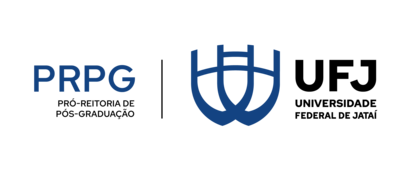 PRPG
PRÓ-REITORIA DE
PÓS-GRADUAÇÃO
UFJ
UNIVERSIDADE
FEDERAL DE JATAÍ